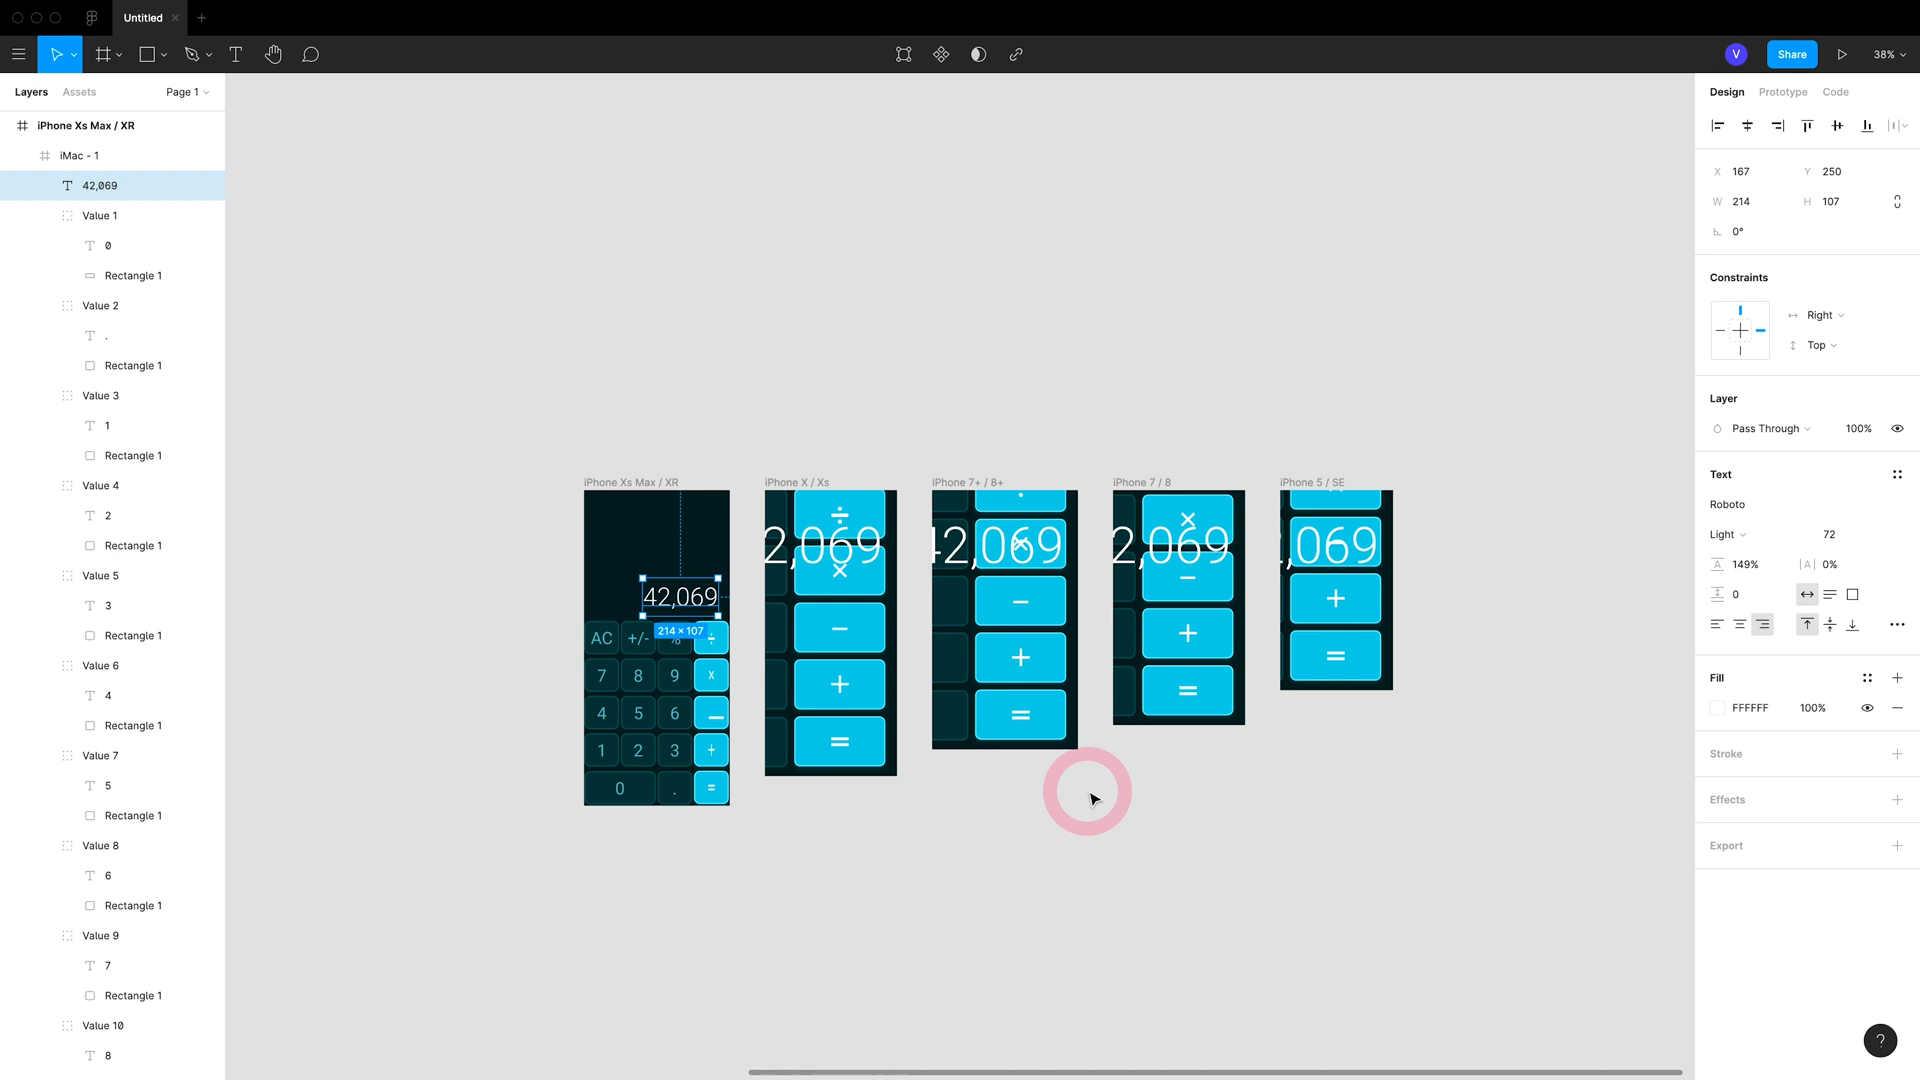 Untitled
Share
38%
V
Layers
Assets
Page 1
iPhone Xs Max / XR
iMac - 1
42,069
Value 1
0
Rectangle 1
Value 2
.
Rectangle 1
Value 3
1
Rectangle 1
Value 4
2
Rectangle 1
Value 5
3
Rectangle 1
Value 6
4
Rectangle 1
Value 7
5
Rectangle 1
Value 8
6
Rectangle 1
Value 9
7
Rectangle 1
Value 10
8
iPhone Xs Max / XR
42,069
214 × 107
AC +/- % ÷
7 8 9 x
4 5 6 –
1 2 3 +
0 . =
iPhone X / Xs
÷
2,069
×
–
+
=
iPhone 7+ / 8+
42,069
×
–
+
=
iPhone 7 / 8
×
2,069
–
+
=
iPhone 5 / SE
,069
+
=
Design
Prototype
Code
X 167
Y 250
W 214
H 107
0°
Constraints
Right
Top
Layer
Pass Through
100%
Text
Roboto
Light
72
A 149%
|A| 0%
0
Fill
FFFFFF
100%
Stroke
Effects
Export
?